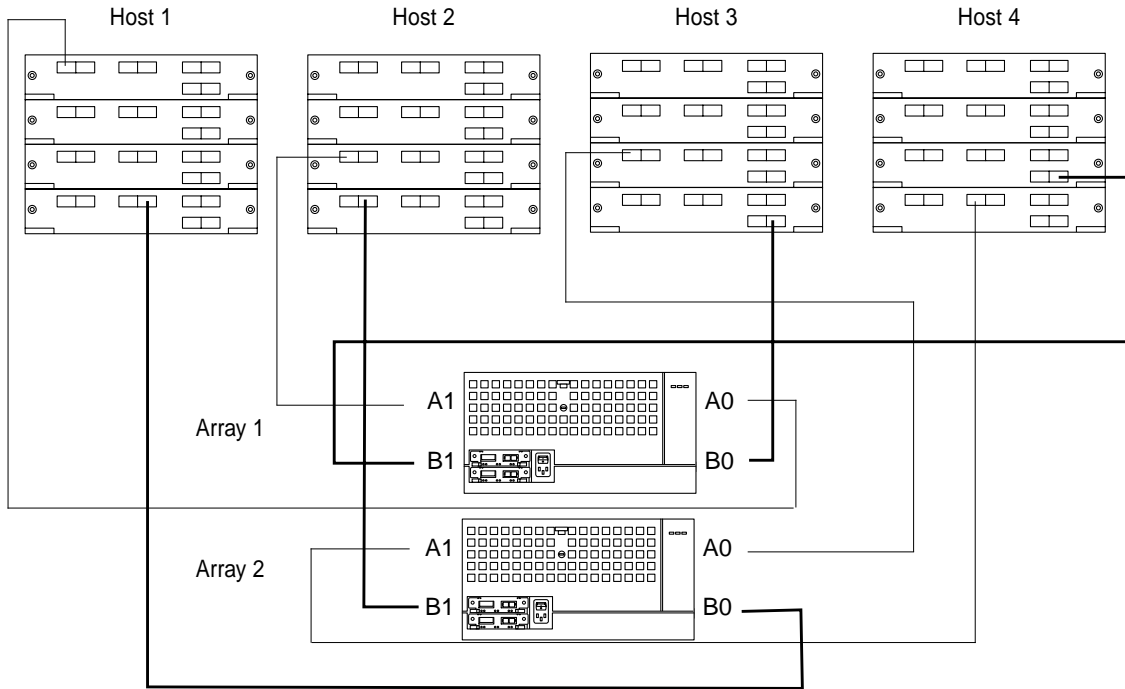 Host 1
Host 2
Host 3
Host 4
A1
A0
Array 1
B1
B0
A1
A0
Array 2
B1
B0